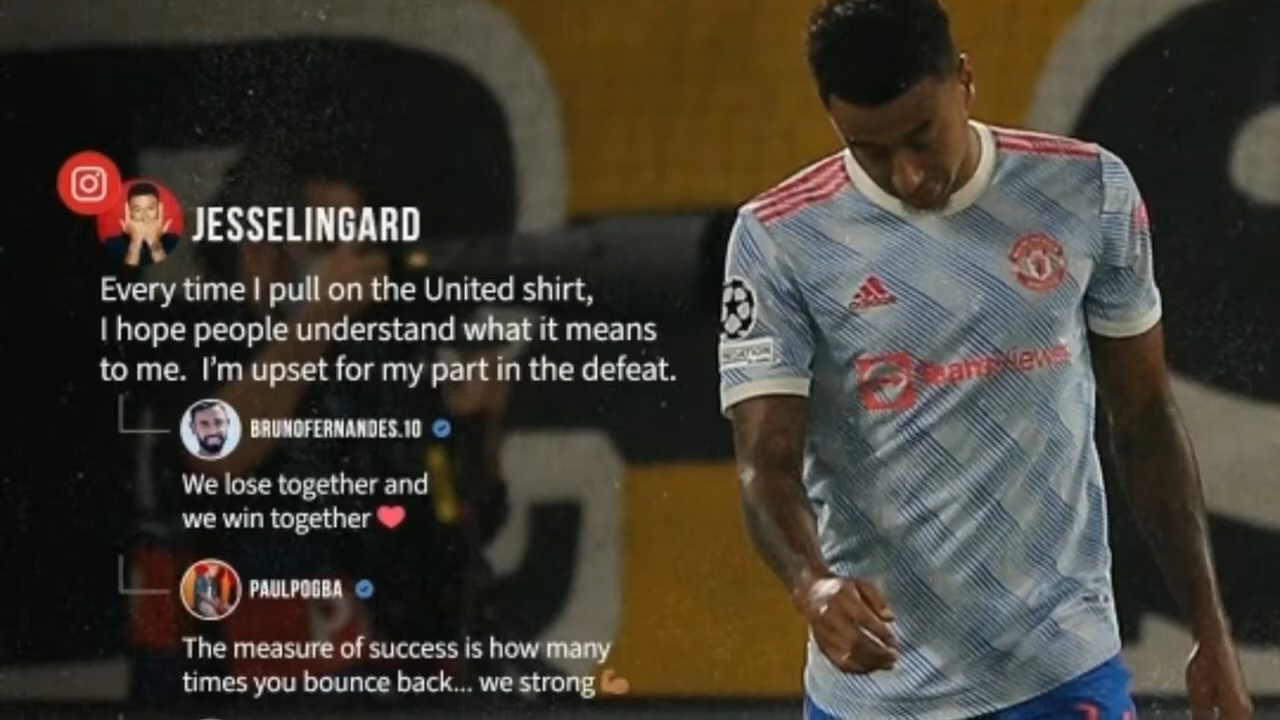 JESSELINGARD
Every time I pull on the United shirt,
I hope people understand what it means
to me. I'm upset for my part in the defeat.
BRUNOFERNANDES.10
We lose together and
we win together ❤️
PAULPOGBA
The measure of success is how many
times you bounce back... we strong 💪🏽
adidas
TeamViewer